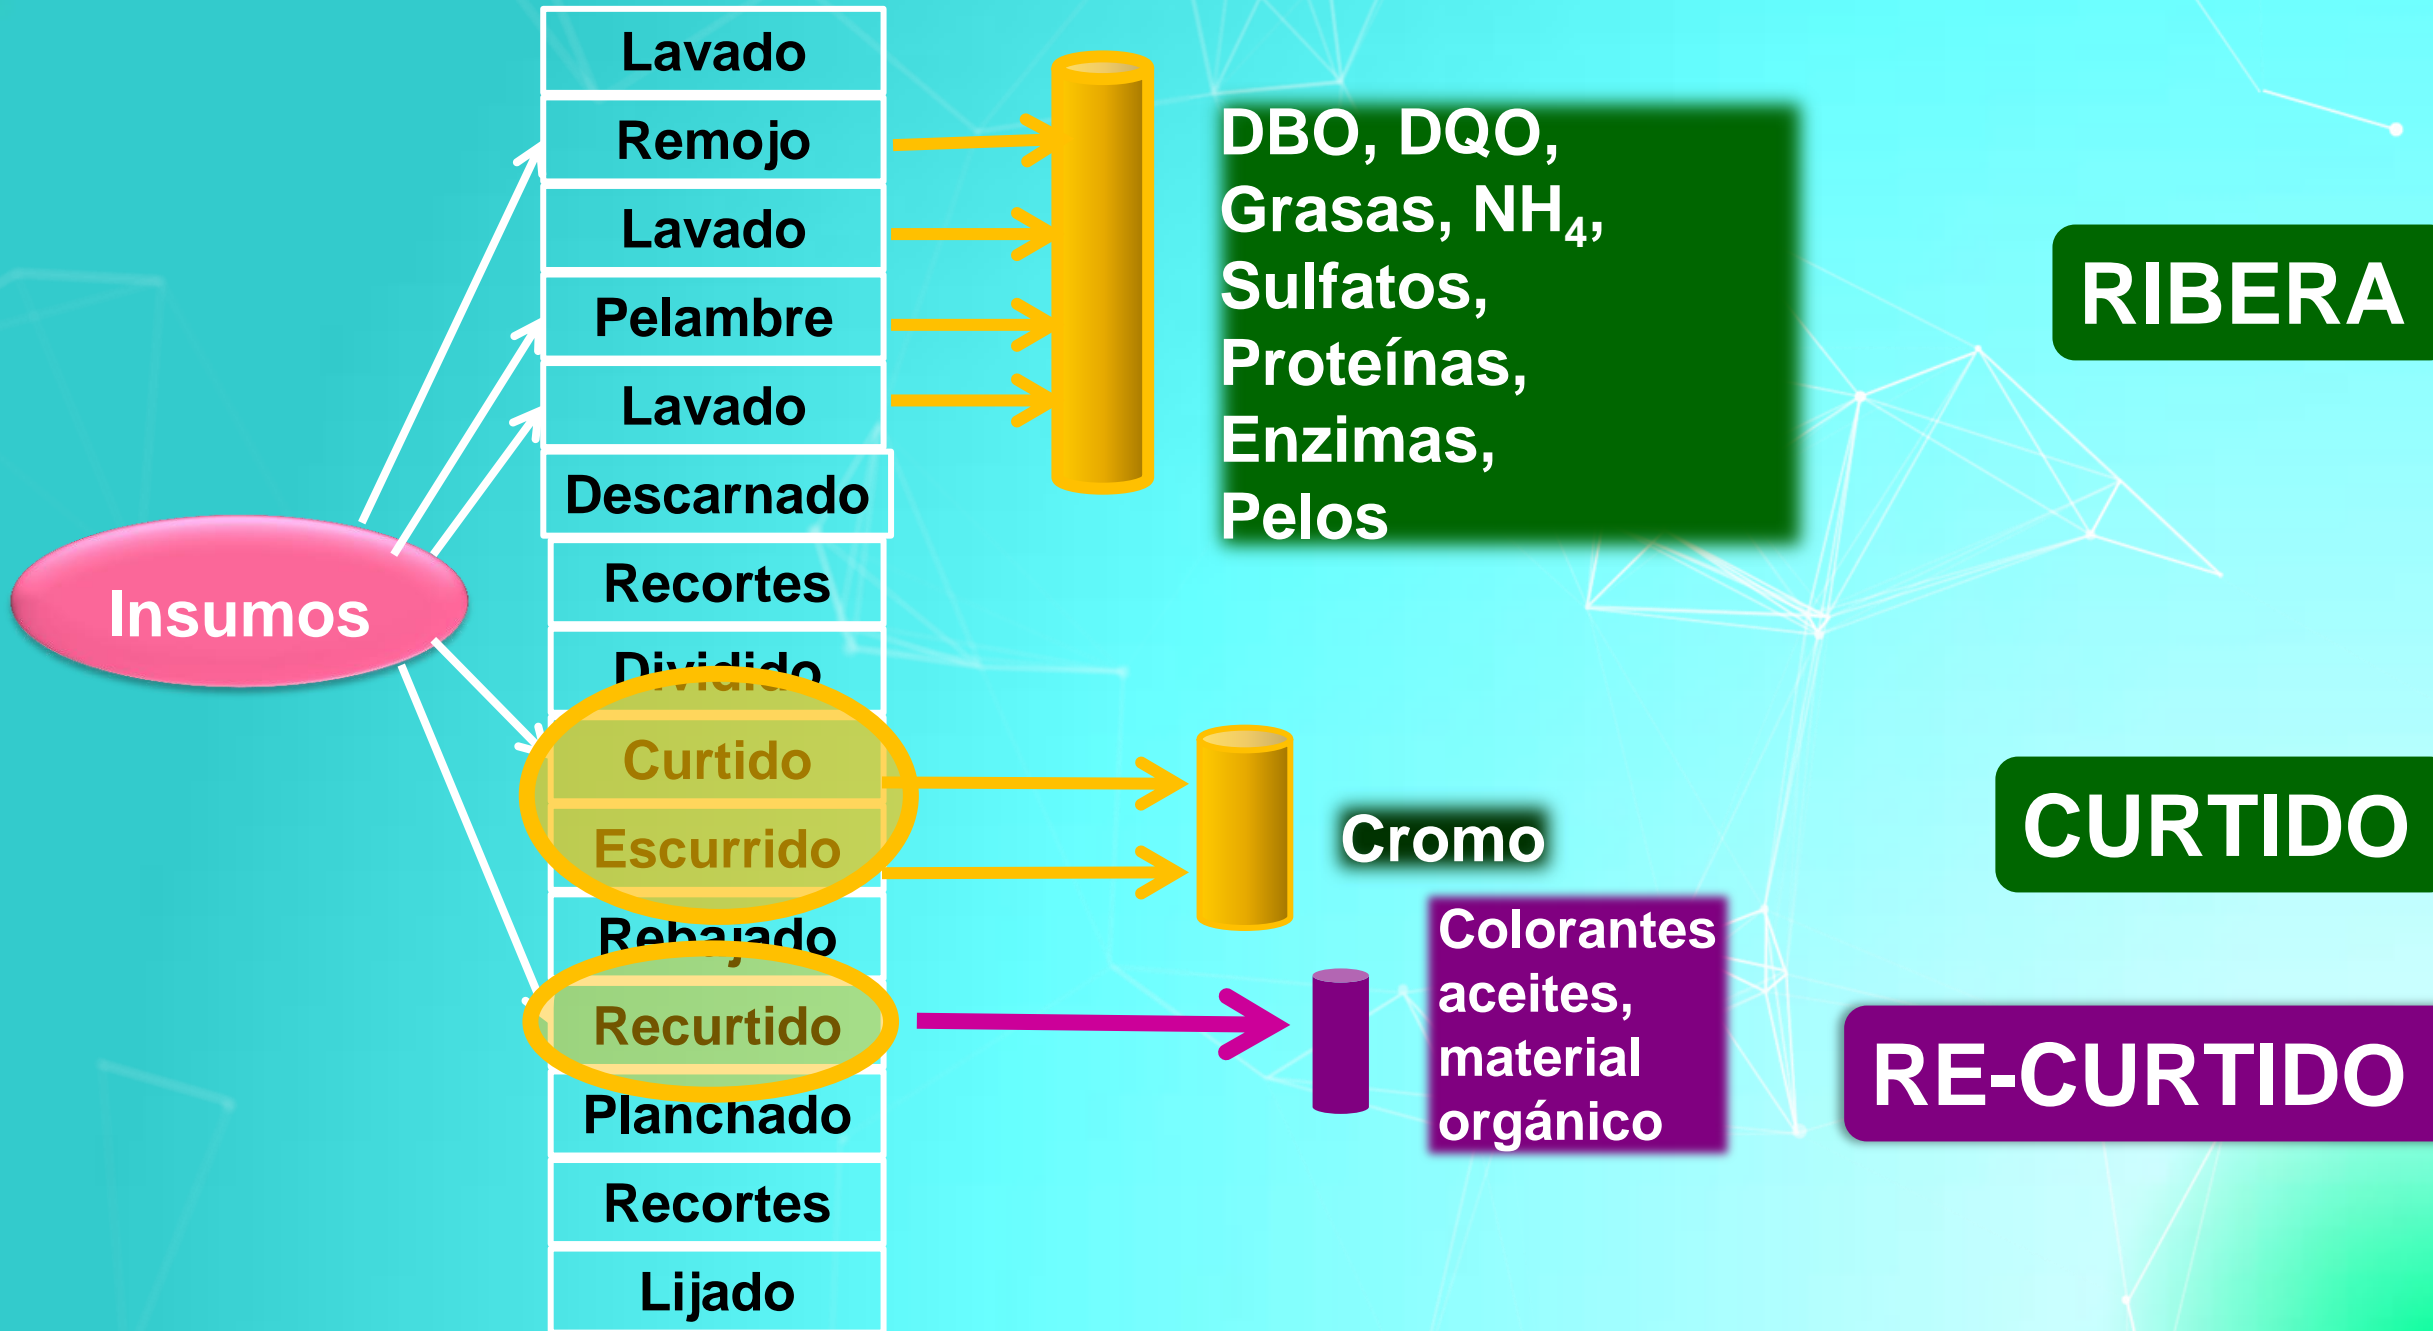 Lavado
Remojo
Lavado
Pelambre
Lavado
Descarnado
Recortes
Dividido
Curtido
Escurrido
Rebajado
Recurtido
Planchado
Recortes
Lijado
Insumos
DBO, DQO,
Grasas, NH₄,
Sulfatos,
Proteínas,
Enzimas,
Pelos
RIBERA
Cromo
CURTIDO
Colorantes
aceites,
material
orgánico
RE-CURTIDO